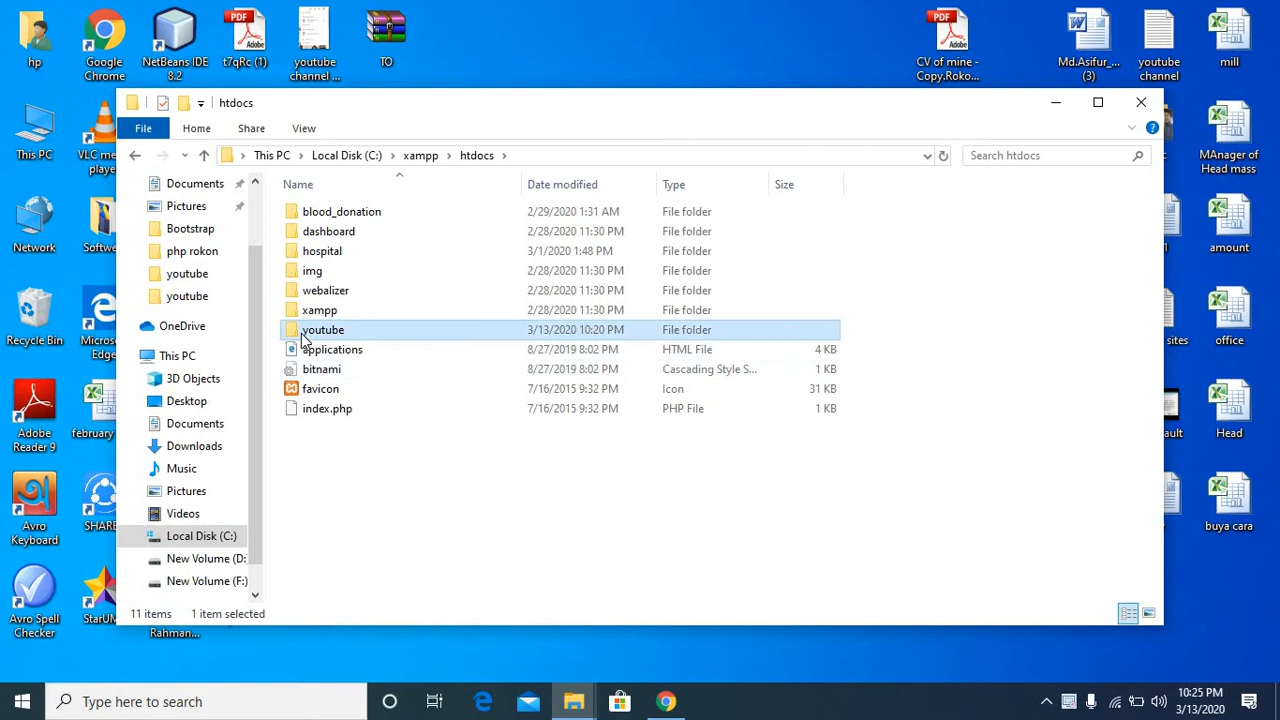 hp
Google
Chrome
NetBeans IDE
8.2
t7qRc (1)
youtube
channel ...
TO
CV of mine -
Copy.Roko...
Md.Asifur_...
(3)
youtube
channel
mill
htdocs
File
Home
Share
View
This PC
Local Disk (C:)
xampp
htdocs
Search htdocs
This PC
VLC me
player
MAnager of
Head mass
Documents
Pictures
Bootstrap
php rokon
youtube
youtube
OneDrive
This PC
3D Objects
Desktop
Documents
Downloads
Music
Pictures
Videos
Local Disk (C:)
New Volume (D:
New Volume (F:)
Name
Date modified
Type
Size
blood_donation 2/29/2020 1:31 AM File folder
dashboard 2/28/2020 11:30 PM File folder
hospital 3/1/2020 1:48 PM File folder
img 2/28/2020 11:30 PM File folder
webalizer 2/28/2020 11:30 PM File folder
xampp 2/28/2020 11:30 PM File folder
youtube 3/13/2020 10:20 PM File folder
applications 8/27/2019 8:02 PM HTML File 4 KB
bitnami 8/27/2019 8:02 PM Cascading Style S... 1 KB
favicon 7/16/2015 9:32 PM Icon 31 KB
index.php 7/16/2015 9:32 PM PHP File 1 KB
Network
Softwa
1
amount
Recycle Bin
Microsoft
Edge
sites
office
Adobe
Reader 9
february
ault
Head
Avro
Keyboard
SHARE
buya cara
Avro Spell
Checker
StarUM
Rahman...
11 items
1 item selected
Type here to search
10:25 PM
3/13/2020